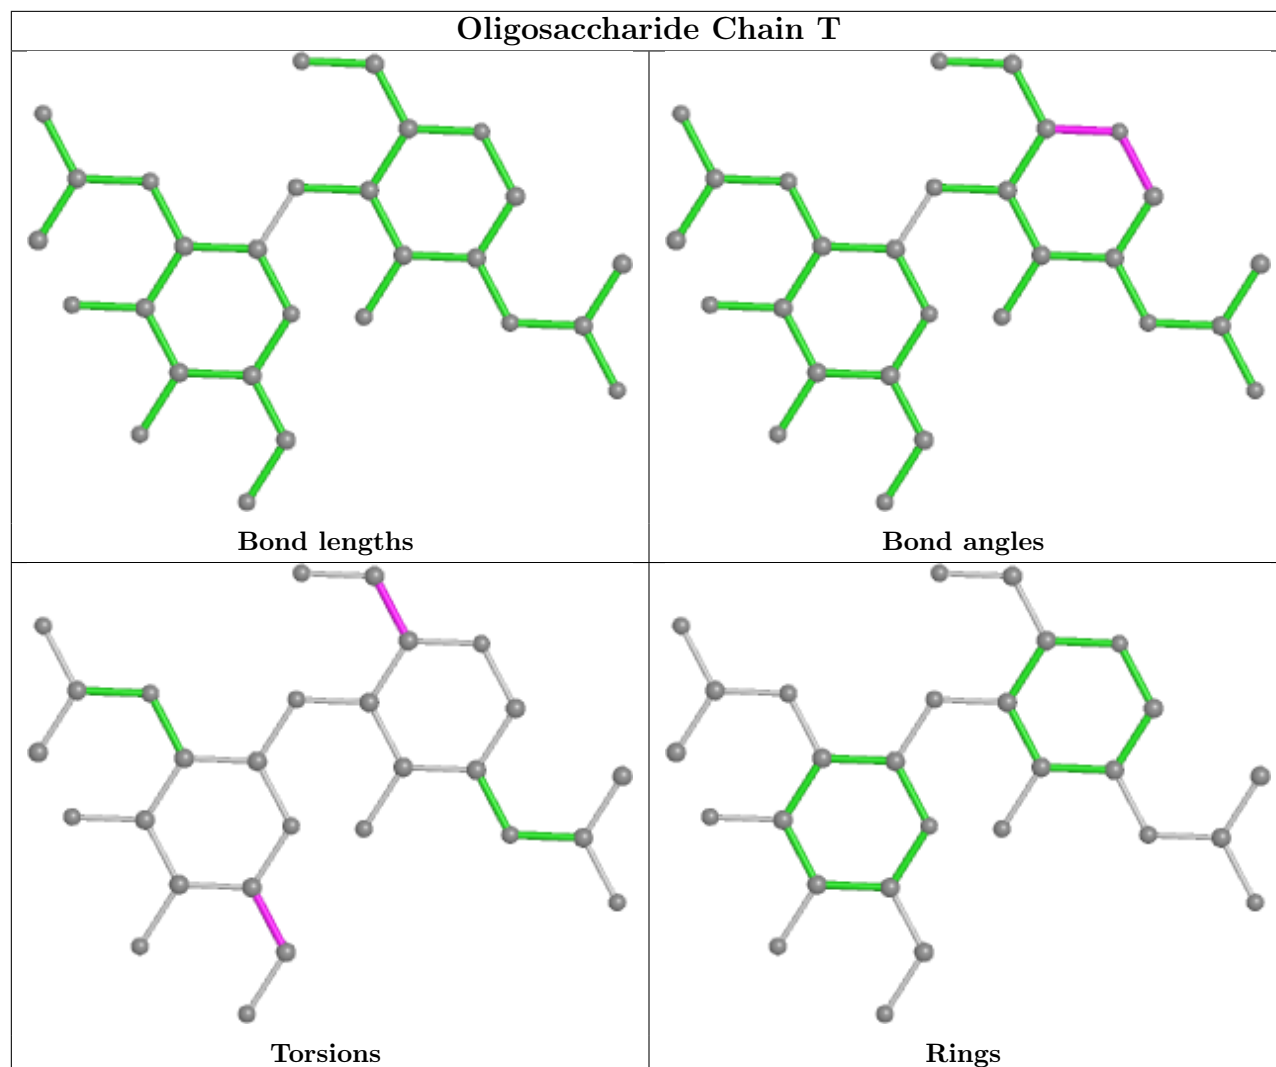 Oligosaccharide Chain T
Bond lengths
Bond angles
Torsions
Rings